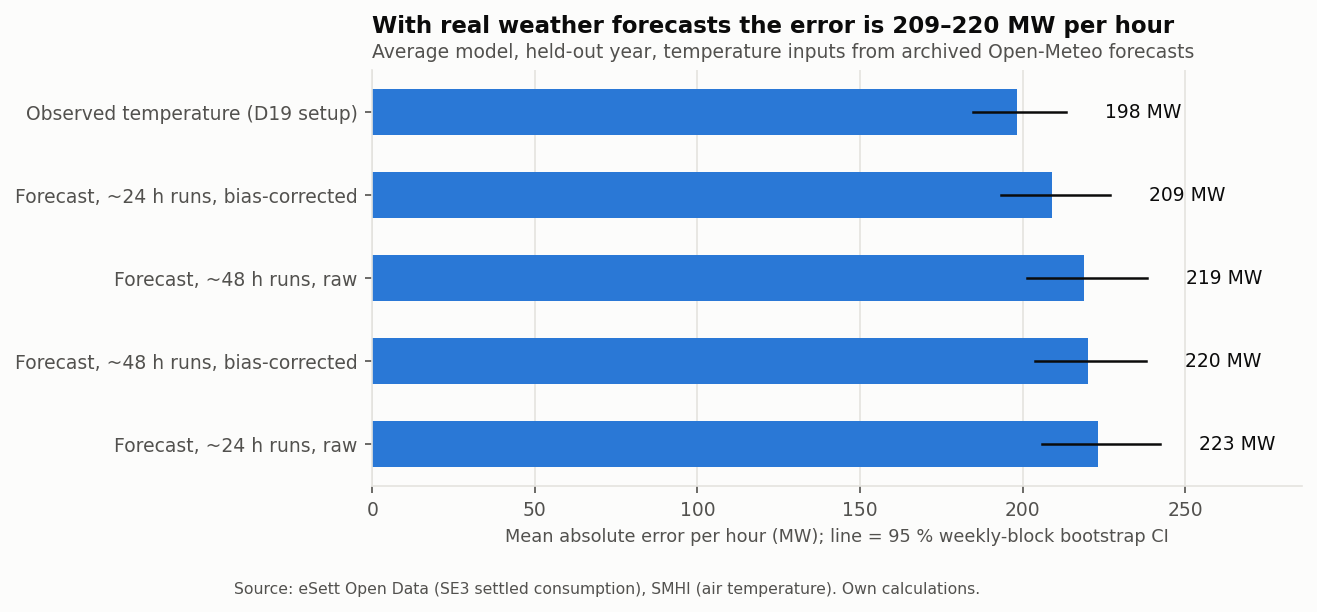 With real weather forecasts the error is 209–220 MW per hour
Average model, held-out year, temperature inputs from archived Open-Meteo forecasts
Observed temperature (D19 setup)
198 MW
Forecast, ~24 h runs, bias-corrected
209 MW
Forecast, ~48 h runs, raw
219 MW
Forecast, ~48 h runs, bias-corrected
220 MW
Forecast, ~24 h runs, raw
223 MW
0 50 100 150 200 250
Mean absolute error per hour (MW); line = 95 % weekly-block bootstrap CI
Source: eSett Open Data (SE3 settled consumption), SMHI (air temperature). Own calculations.